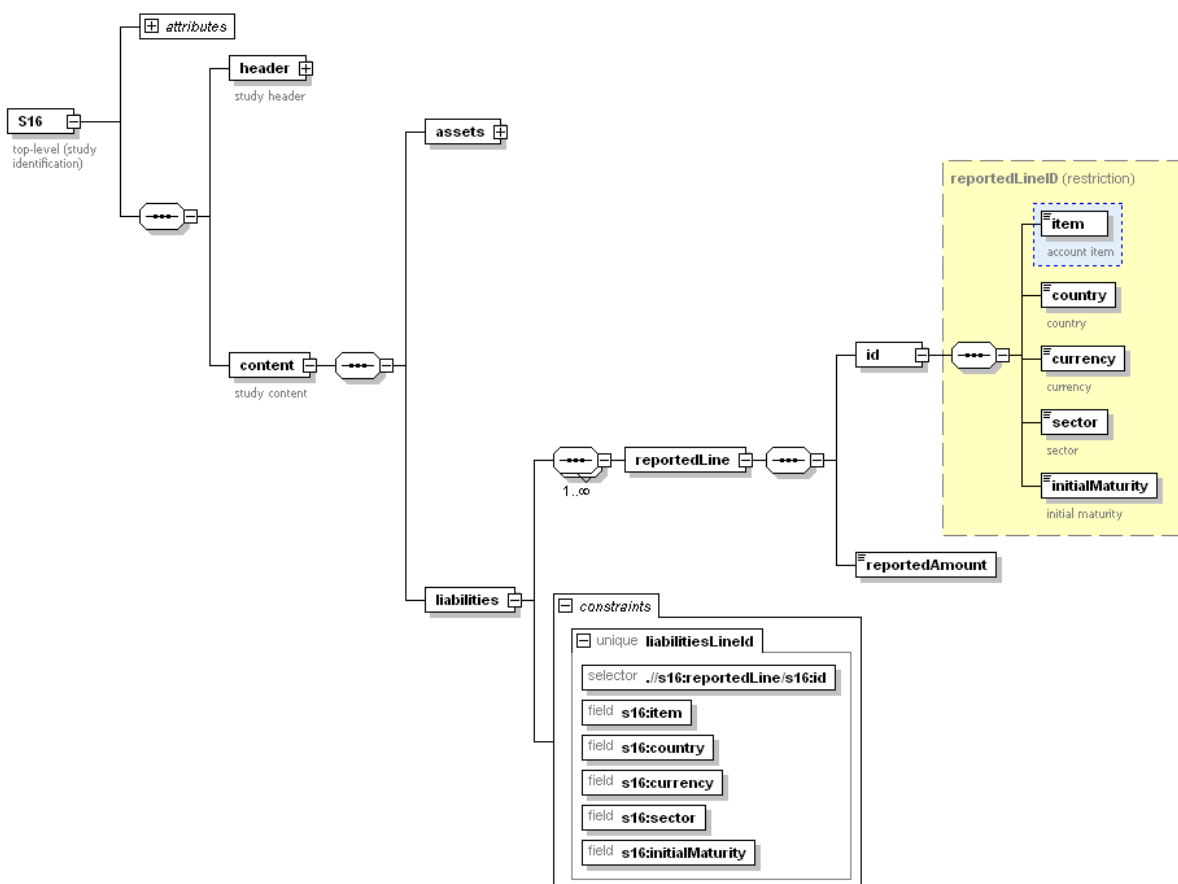 attributes
header
study header
S16
top-level (study
identification)
assets
reportedLineID (restriction)
item
account item
country
country
id
currency
currency
content
study content
sector
sector
reportedLine
1..∞
initialMaturity
initial maturity
reportedAmount
liabilities
constraints
unique liabilitiesLineId
selector .//s16:reportedLine/s16:id
field s16:item
field s16:country
field s16:currency
field s16:sector
field s16:initialMaturity